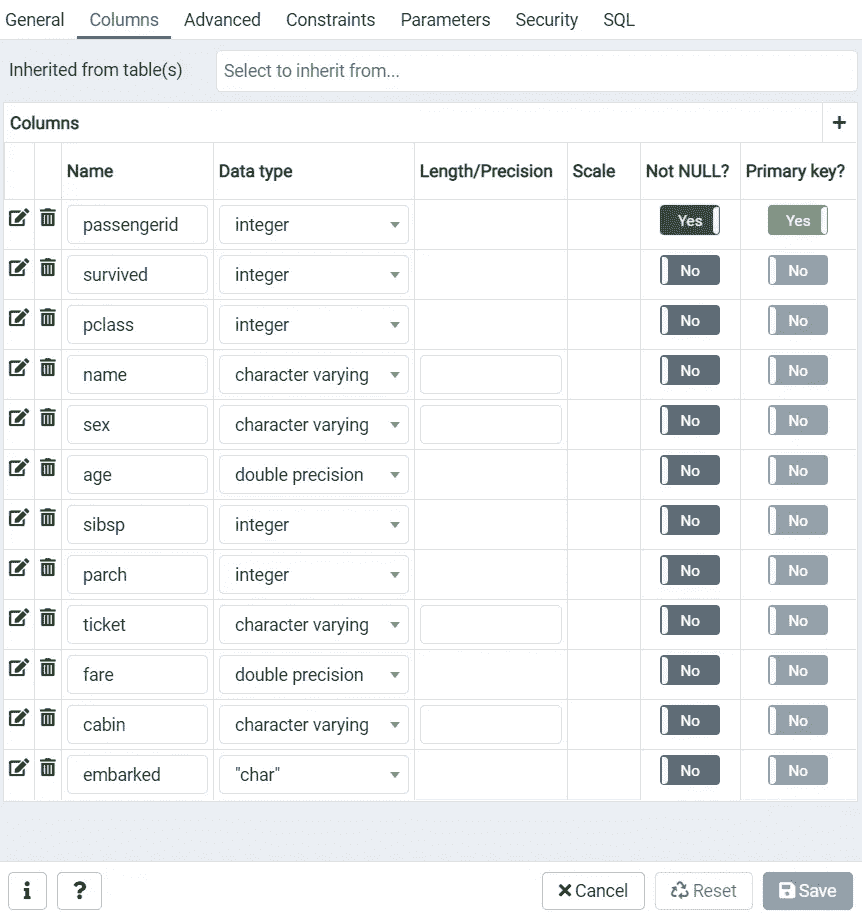 General Columns Advanced Constraints Parameters Security SQL
Inherited from table(s) Select to inherit from...
Columns +
Name Data type Length/Precision Scale Not NULL? Primary key?
passengerid integer Yes Yes
survived integer No No
pclass integer No No
name character varying No No
sex character varying No No
age double precision No No
sibsp integer No No
parch integer No No
ticket character varying No No
fare double precision No No
cabin character varying No No
embarked "char" No No
i ? Cancel Reset Save